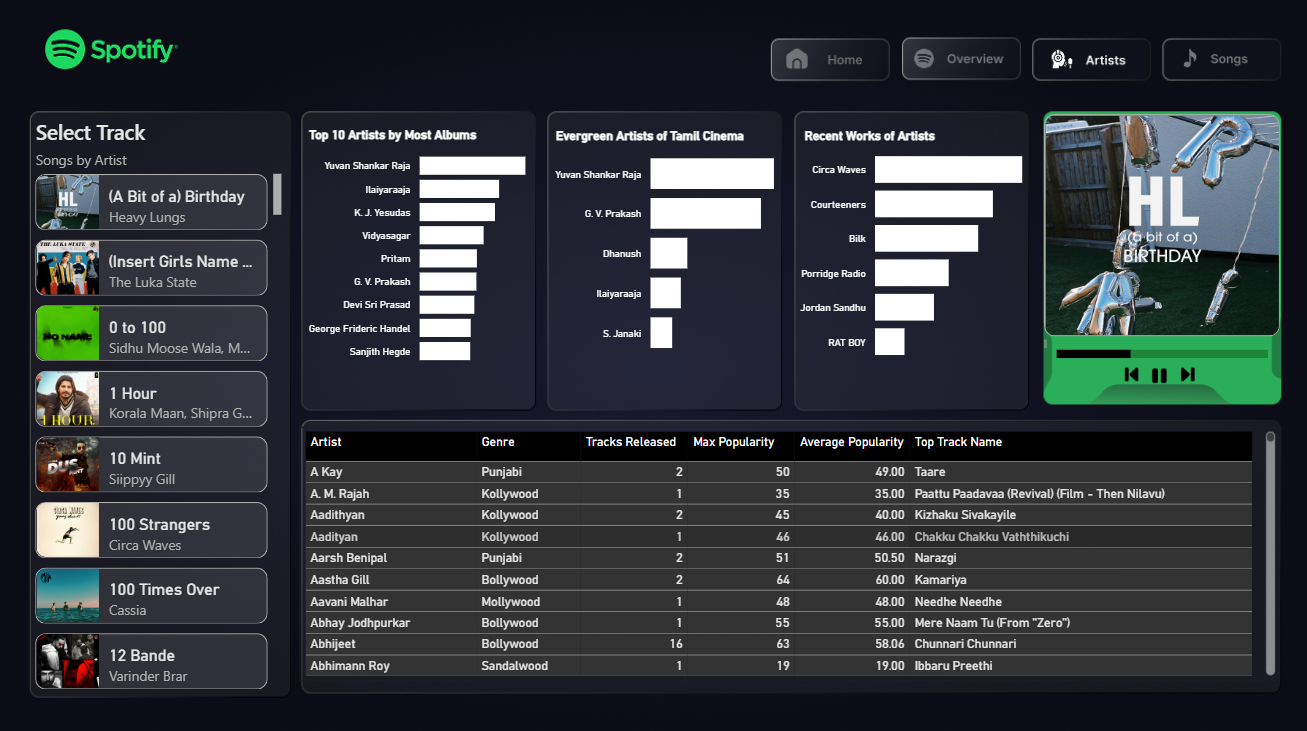 Spotify
Home
Overview
Artists
Songs
Select Track
Songs by Artist
(A Bit of a) Birthday
Heavy Lungs
(Insert Girls Name ...
The Luka State
0 to 100
Sidhu Moose Wala, M...
1 Hour
Korala Maan, Shipra G...
10 Mint
Siippyy Gill
100 Strangers
Circa Waves
100 Times Over
Cassia
12 Bande
Varinder Brar
THE LUKA STATE
NO NAME
1 HOUR
DUS
CIRCA WAVES
Top 10 Artists by Most Albums
Yuvan Shankar Raja
Ilaiyaraaja
K. J. Yesudas
Vidyasagar
Pritam
G. V. Prakash
Devi Sri Prasad
George Frideric Handel
Sanjith Hegde
Evergreen Artists of Tamil Cinema
Yuvan Shankar Raja
G. V. Prakash
Dhanush
Ilaiyaraaja
S. Janaki
Recent Works of Artists
Circa Waves
Courteeners
Bilk
Porridge Radio
Jordan Sandhu
RAT BOY
HL
(a bit of a)
BIRTHDAY
Artist Genre Tracks Released Max Popularity Average Popularity Top Track Name
A Kay Punjabi 2 50 49.00 Taare
A. M. Rajah Kollywood 1 35 35.00 Paattu Paadavaa (Revival) (Film - Then Nilavu)
Aadithyan Kollywood 2 45 40.00 Kizhaku Sivakayile
Aadityan Kollywood 1 46 46.00 Chakku Chakku Vaththikuchi
Aarsh Benipal Punjabi 2 51 50.50 Narazgi
Aastha Gill Bollywood 2 64 60.00 Kamariya
Aavani Malhar Mollywood 1 48 48.00 Needhe Needhe
Abhay Jodhpurkar Bollywood 1 55 55.00 Mere Naam Tu (From "Zero")
Abhijeet Bollywood 16 63 58.06 Chunnari Chunnari
Abhimann Roy Sandalwood 1 19 19.00 Ibbaru Preethi